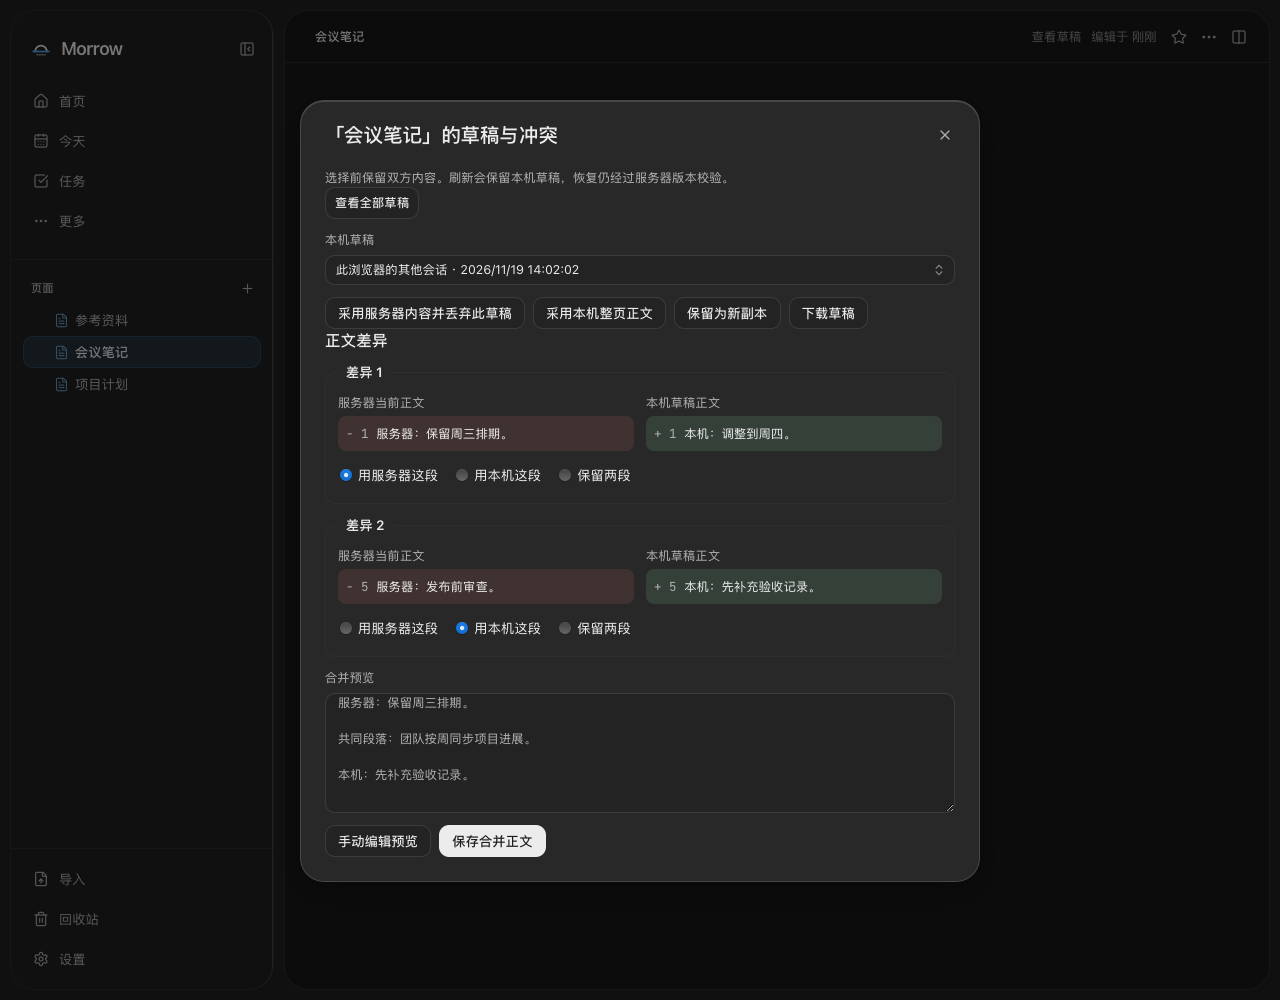 Morrow
首页
今天
任务
更多
页面
参考资料
会议笔记
项目计划
导入
回收站
设置
会议笔记
查看草稿 编辑于 刚刚
「会议笔记」的草稿与冲突
选择前保留双方内容。刷新会保留本机草稿，恢复仍经过服务器版本校验。
查看全部草稿
本机草稿
此浏览器的其他会话 · 2026/11/19 14:02:02
采用服务器内容并丢弃此草稿 采用本机整页正文 保留为新副本 下载草稿
正文差异
差异 1
服务器当前正文 本机草稿正文
- 1 服务器：保留周三排期。 + 1 本机：调整到周四。
用服务器这段 用本机这段 保留两段
差异 2
服务器当前正文 本机草稿正文
- 5 服务器：发布前审查。 + 5 本机：先补充验收记录。
用服务器这段 用本机这段 保留两段
合并预览
服务器：保留周三排期。
共同段落：团队按周同步项目进展。
本机：先补充验收记录。
手动编辑预览 保存合并正文